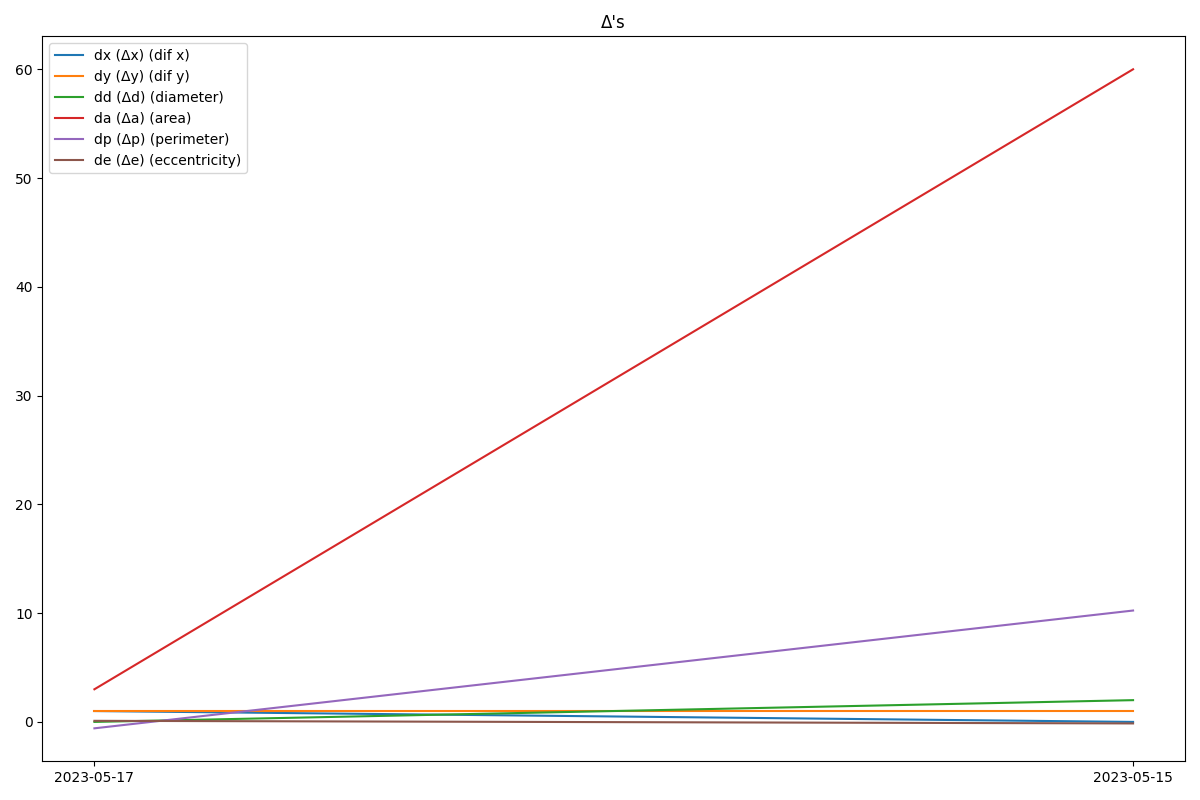 Δ's
dx (Δx) (dif x)
dy (Δy) (dif y)
dd (Δd) (diameter)
da (Δa) (area)
dp (Δp) (perimeter)
de (Δe) (eccentricity)
60
50
40
30
20
10
0
2023-05-17 2023-05-15